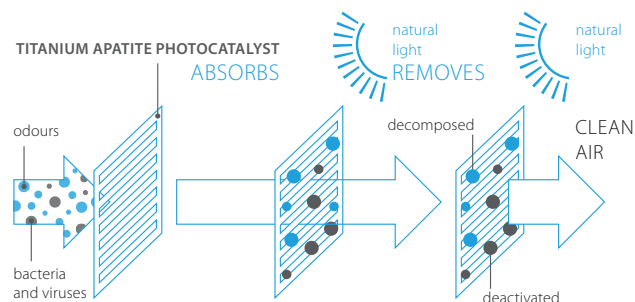 TITANIUM APATITE PHOTOCATALYST
ABSORBS
natural
light
REMOVES
natural
light
odours
decomposed
CLEAN
AIR
bacteria
and viruses
deactivated